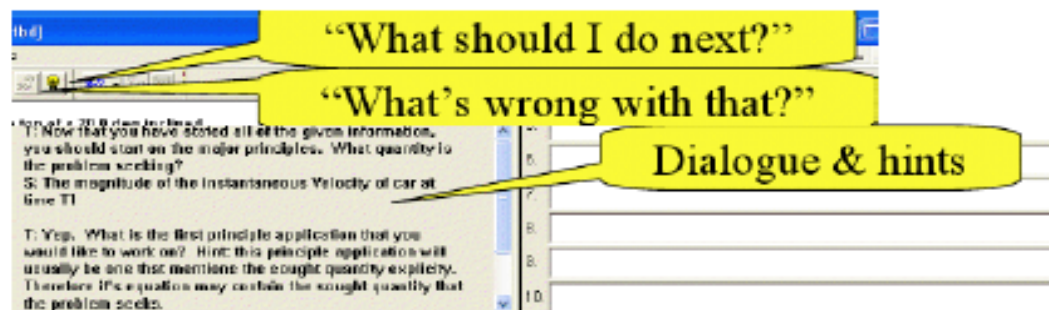 tbd]
“What should I do next?”
“What’s wrong with that?”
T: Now that you have stated all of the given information,
you should start on the major principles. What quantity is
the problem seeking?
S: The magnitude of the instantaneous Velocity of car at
time T1
Dialogue & hints
T: Yep. What is the first principle application that you
would like to work on? Hint: this principle application will
usually be one that mentions the sought quantity explicitly.
Therefore it's equation may contain the sought quantity that
the problem seeks.
6.
7.
8.
9.
10.